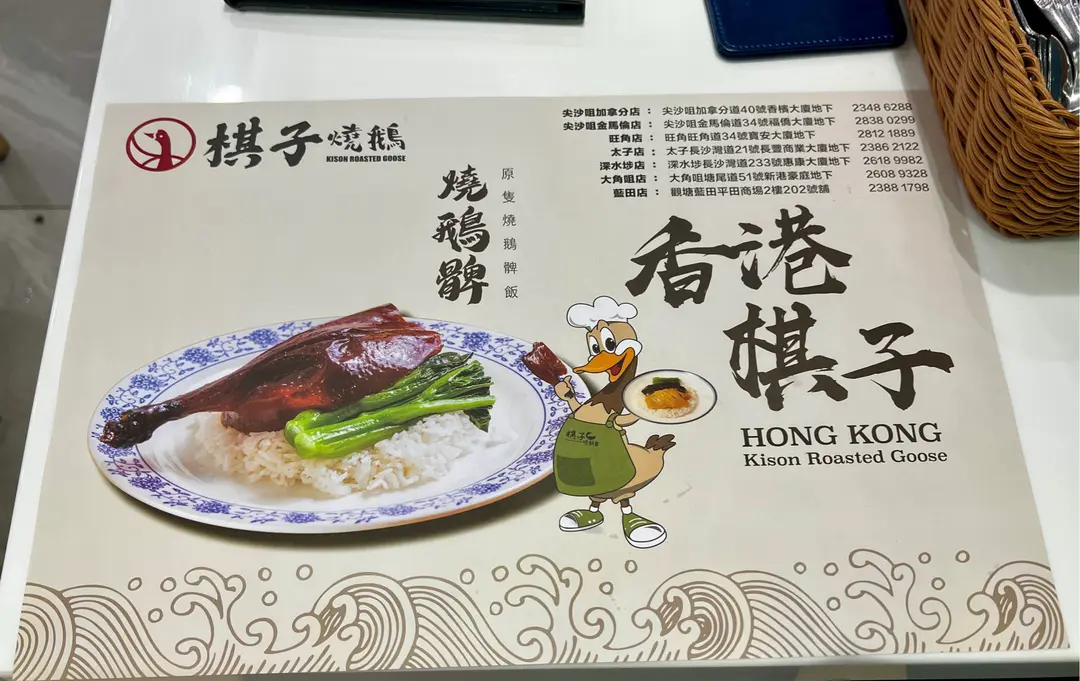 棋子燒鵝
KISON ROASTED GOOSE
燒鵝髀
原隻燒鵝髀飯
尖沙咀加拿分店： 尖沙咀加拿分道40號香檳大廈地下 2348 6288
尖沙咀金馬倫店： 尖沙咀金馬倫道34號福僑大廈地下 2838 0299
旺角店： 旺角旺角道34號寶安大廈地下 2812 1889
太子店： 太子長沙灣道21號長豐商業大廈地下 2386 2122
深水埗店： 深水埗長沙灣道233號惠康大廈地下 2618 9982
大角咀店： 大角咀塘尾道51號新港豪庭地下 2608 9328
藍田店： 觀塘藍田平田商場2樓202號舖 2388 1798
香港
棋子
HONG KONG
Kison Roasted Goose
棋子